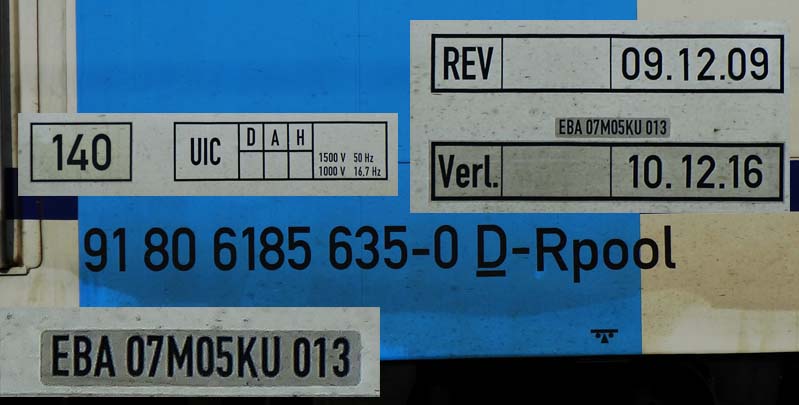 REV 09.12.09
EBA 07M05KU 013
Verl. 10.12.16
140
UIC D A H
1500 V 50 Hz
1000 V 16,7 Hz
91 80 6185 635-0 D-Rpool
EBA 07M05KU 013